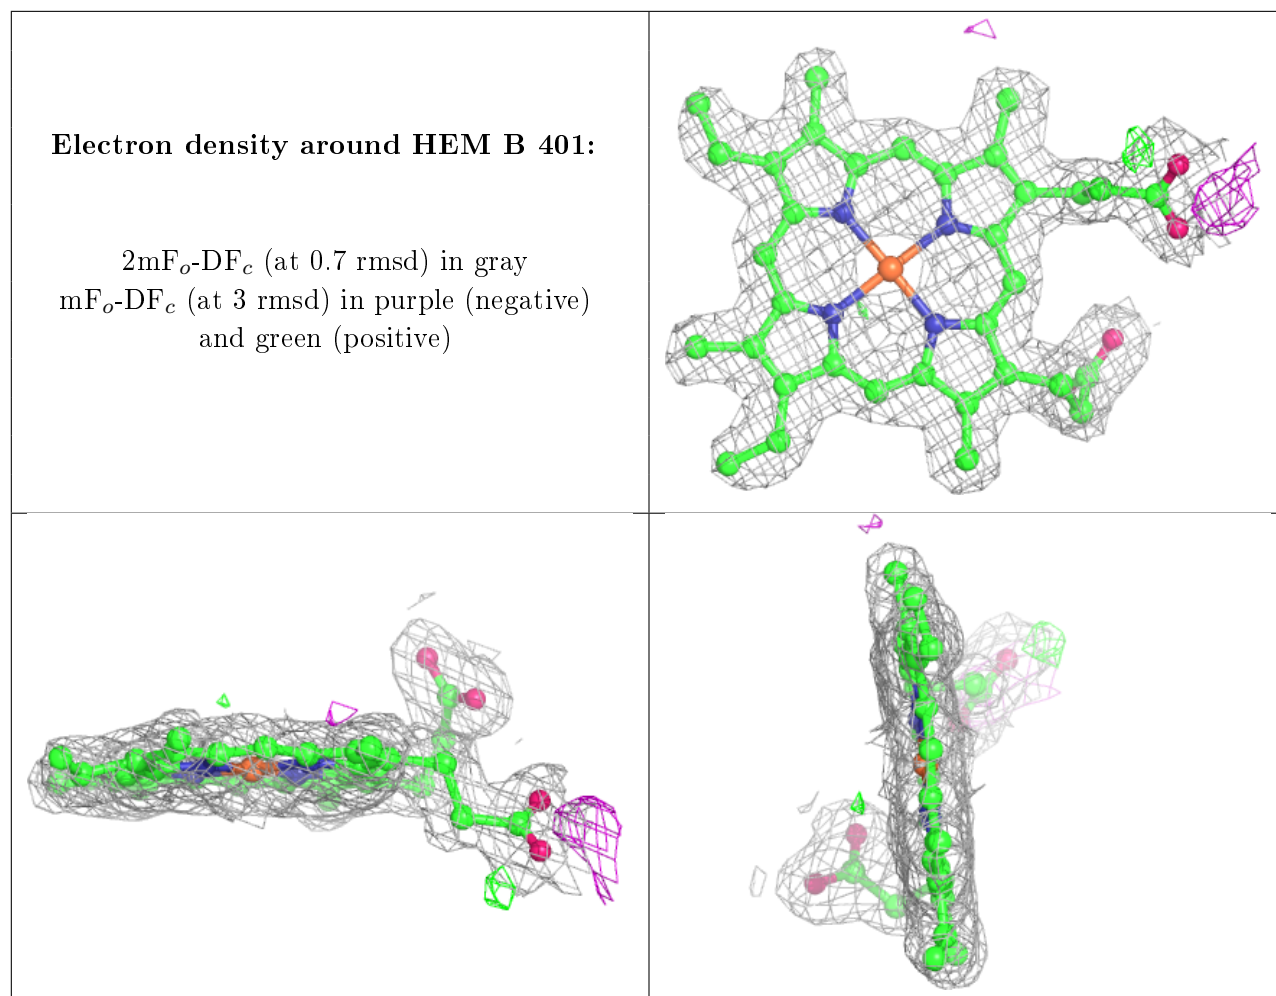 Electron density around HEM B 401:
2mFₒ-DF𝒸 (at 0.7 rmsd) in gray
mFₒ-DF𝒸 (at 3 rmsd) in purple (negative)
and green (positive)